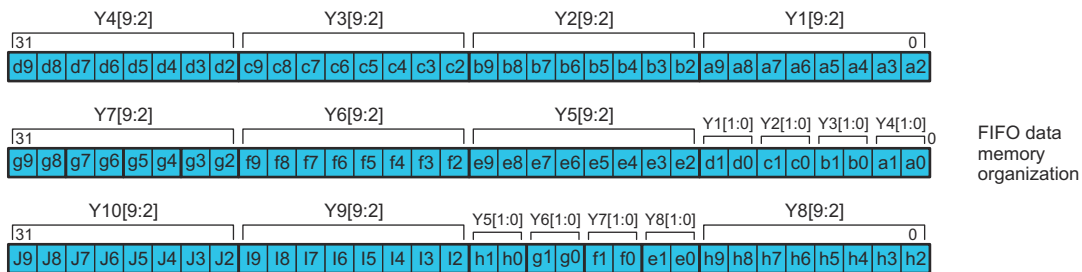 Y4[9:2] Y3[9:2] Y2[9:2] Y1[9:2]
31 0
d9 d8 d7 d6 d5 d4 d3 d2 c9 c8 c7 c6 c5 c4 c3 c2 b9 b8 b7 b6 b5 b4 b3 b2 a9 a8 a7 a6 a5 a4 a3 a2
Y7[9:2] Y6[9:2] Y5[9:2] Y1[1:0] Y2[1:0] Y3[1:0] Y4[1:0]
31 0
g9 g8 g7 g6 g5 g4 g3 g2 f9 f8 f7 f6 f5 f4 f3 f2 e9 e8 e7 e6 e5 e4 e3 e2 d1 d0 c1 c0 b1 b0 a1 a0
FIFO data
memory
organization
Y10[9:2] Y9[9:2] Y5[1:0] Y6[1:0] Y7[1:0] Y8[1:0] Y8[9:2]
31 0
J9 J8 J7 J6 J5 J4 J3 J2 I9 I8 I7 I6 I5 I4 I3 I2 h1 h0 g1 g0 f1 f0 e1 e0 h9 h8 h7 h6 h5 h4 h3 h2